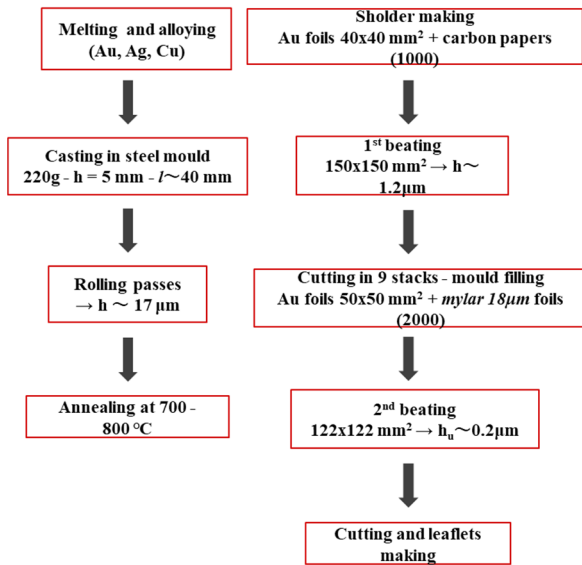 Melting and alloying
(Au, Ag, Cu)
Casting in steel mould
220g - h = 5 mm - l～40 mm
Rolling passes
→ h ～ 17 μm
Annealing at 700 -
800 °C
Sholder making
Au foils 40x40 mm² + carbon papers
(1000)
1st beating
150x150 mm² → h～
1.2μm
Cutting in 9 stacks - mould filling
Au foils 50x50 mm² + mylar 18μm foils
(2000)
2nd beating
122x122 mm² → hᵤ～0.2μm
Cutting and leaflets
making